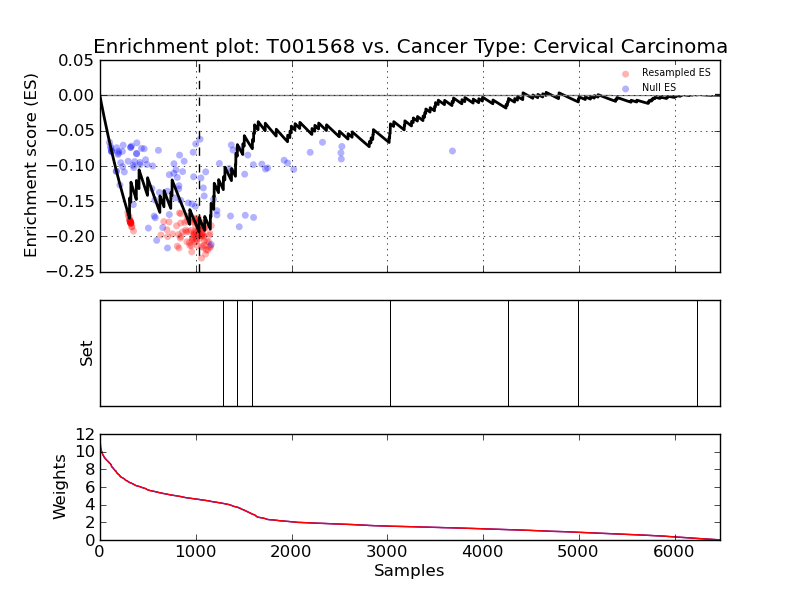 Enrichment plot: T001568 vs. Cancer Type: Cervical Carcinoma
Enrichment score (ES)
0.05
0.00
−0.05
−0.10
−0.15
−0.20
−0.25
Resampled ES
Null ES
Set
Weights
12
10
8
6
4
2
0
0 1000 2000 3000 4000 5000 6000
Samples